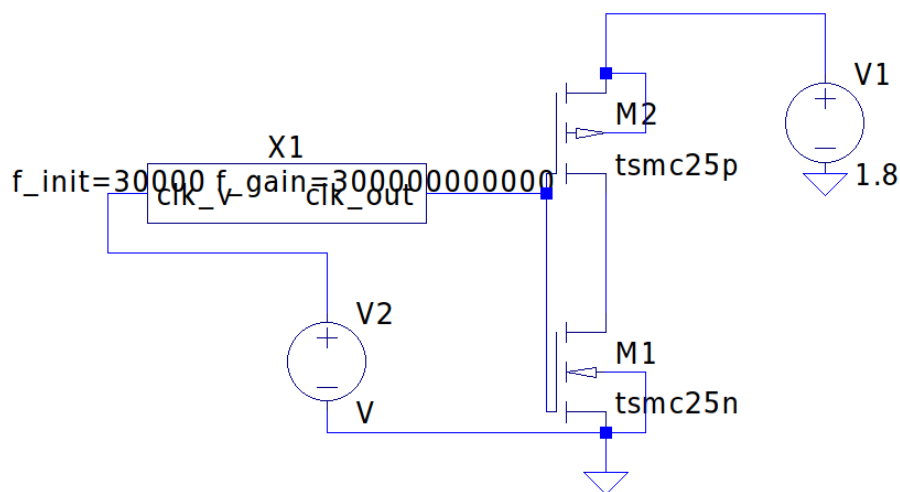 V1
M2
X1
tsmc25p
f_init=30000 f_gain=300000000000
1.8
clk_v clk_out
V2
M1
V
tsmc25n